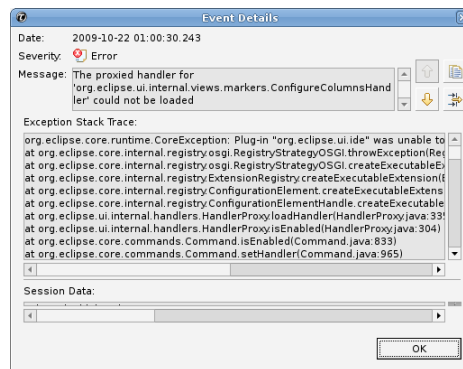 Event Details
Date: 2009-10-22 01:00:30.243
Severity: Error
Message: The proxied handler for
'org.eclipse.ui.internal.views.markers.ConfigureColumnsHand
ler' could not be loaded
Exception Stack Trace:
org.eclipse.core.runtime.CoreException: Plug-in "org.eclipse.ui.ide" was unable to
at org.eclipse.core.internal.registry.osgi.RegistryStrategyOSGI.throwException(Reg
at org.eclipse.core.internal.registry.osgi.RegistryStrategyOSGI.createExecutableEx
at org.eclipse.core.internal.registry.ExtensionRegistry.createExecutableExtension(E
at org.eclipse.core.internal.registry.ConfigurationElement.createExecutableExtens
at org.eclipse.core.internal.registry.ConfigurationElementHandle.createExecutable
at org.eclipse.ui.internal.handlers.HandlerProxy.loadHandler(HandlerProxy.java:335
at org.eclipse.ui.internal.handlers.HandlerProxy.isEnabled(HandlerProxy.java:304)
at org.eclipse.core.commands.Command.isEnabled(Command.java:833)
at org.eclipse.core.commands.Command.setHandler(Command.java:965)
Session Data:
OK